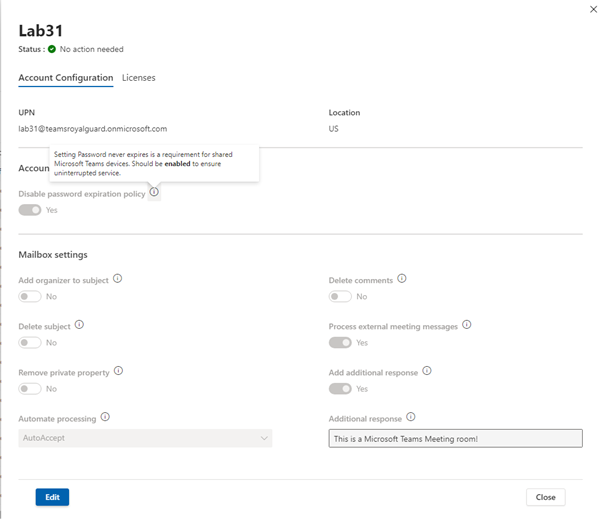 Lab31
Status : No action needed
Account Configuration Licenses
UPN Location
lab31@teamsroyalguard.onmicrosoft.com US
Setting Password never expires is a requirement for shared
Microsoft Teams devices. Should be enabled to ensure
uninterrupted service.
Accoun
Disable password expiration policy
Yes
Mailbox settings
Add organizer to subject Delete comments
No No
Delete subject Process external meeting messages
No Yes
Remove private property Add additional response
No Yes
Automate processing Additional response
AutoAccept This is a Microsoft Teams Meeting room!
Edit Close